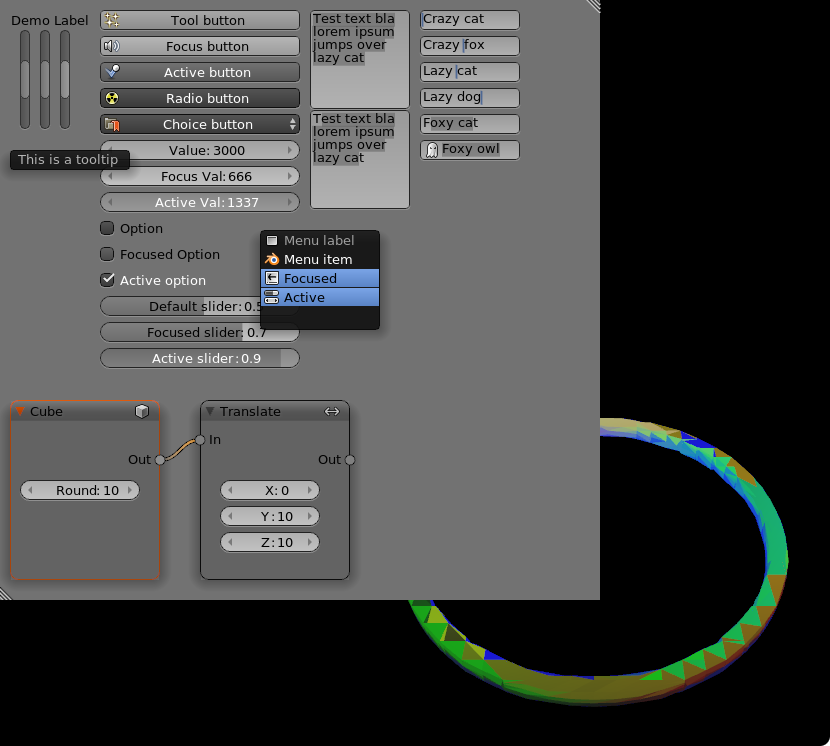 Demo Label
Tool button
Focus button
Active button
Radio button
Choice button
Value: 3000
This is a tooltip
Focus Val: 666
Active Val: 1337
Option
Focused Option
Active option
Default slider: 0.5
Focused slider: 0.7
Active slider: 0.9
Test text bla
lorem ipsum
jumps over
lazy cat
Test text bla
lorem ipsum
jumps over
lazy cat
Crazy cat
Crazy fox
Lazy cat
Lazy dog
Foxy cat
Foxy owl
Menu label
Menu item
Focused
Active
Cube
Out
Round: 10
Translate
In
Out
X: 0
Y: 10
Z: 10